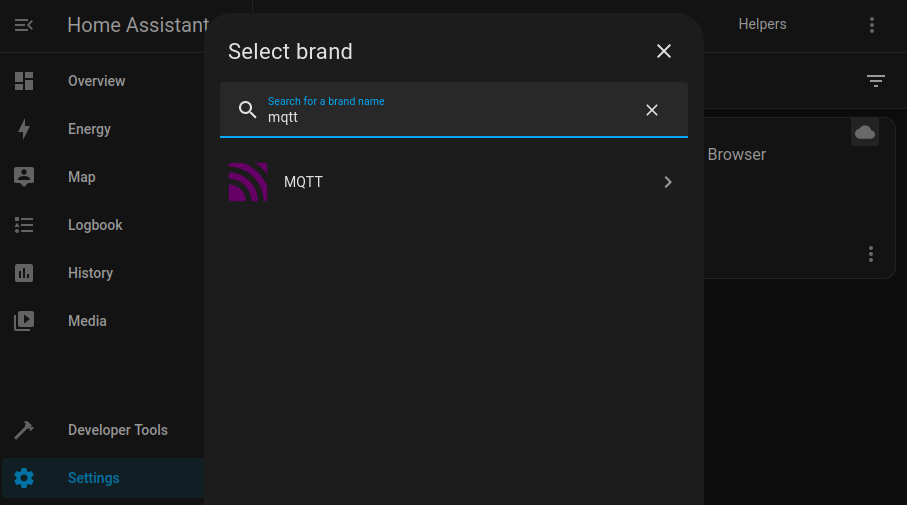 Home Assistant
Overview
Energy
Map
Logbook
History
Media
Developer Tools
Settings
Select brand
Search for a brand name
mqtt
MQTT
Helpers
Browser